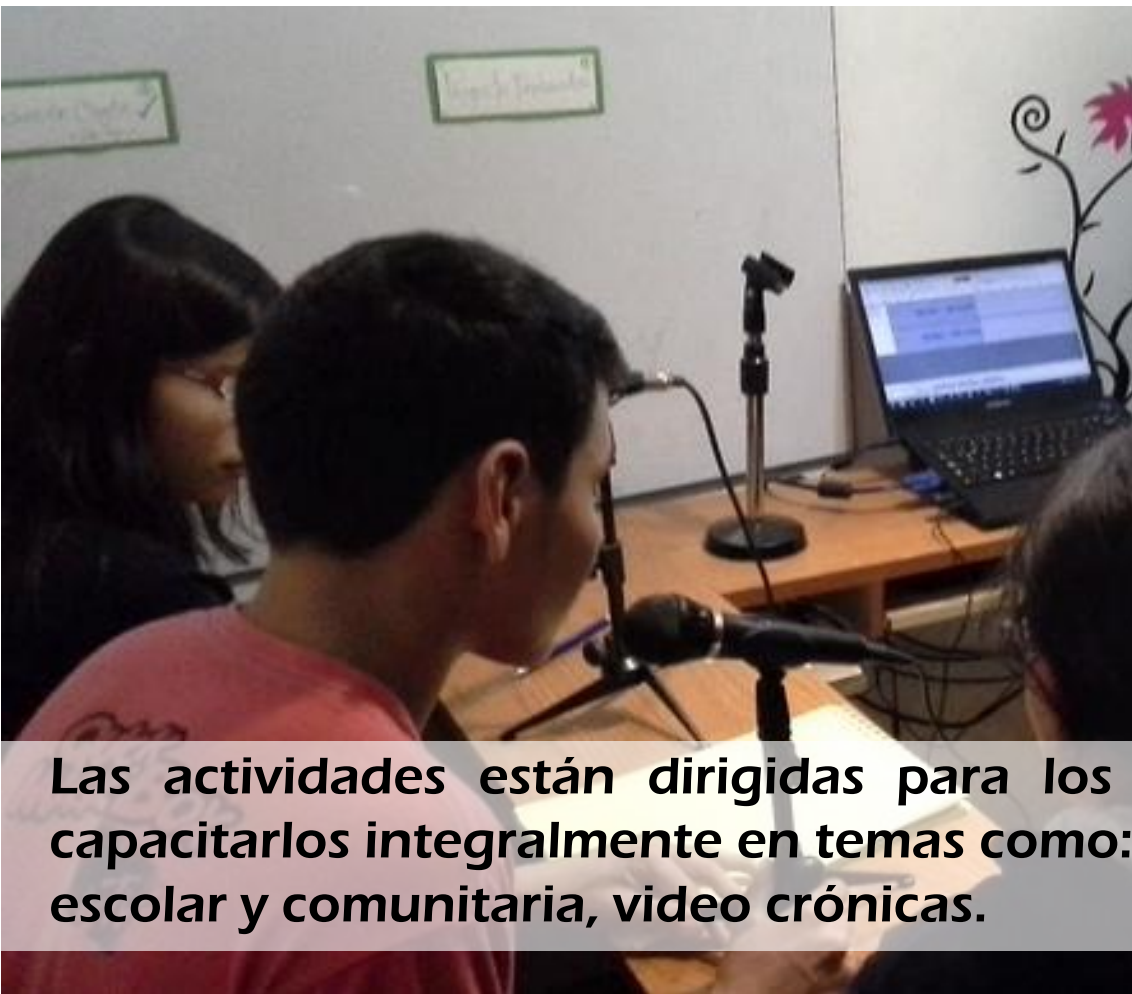 Las actividades están dirigidas para los
capacitarlos integralmente en temas como:
escolar y comunitaria, video crónicas.